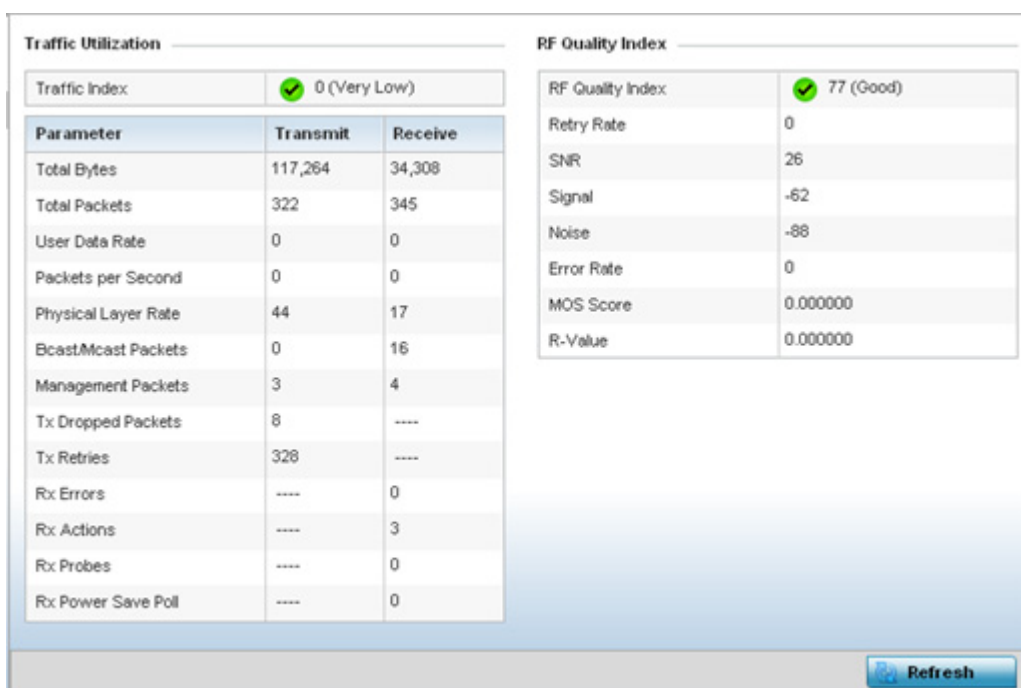 Traffic Utilization
Traffic Index 0 (Very Low)
Parameter Transmit Receive
Total Bytes 117,264 34,308
Total Packets 322 345
User Data Rate 0 0
Packets per Second 0 0
Physical Layer Rate 44 17
Bcast/Mcast Packets 0 16
Management Packets 3 4
Tx Dropped Packets 8 ----
Tx Retries 328 ----
Rx Errors ---- 0
Rx Actions ---- 3
Rx Probes ---- 0
Rx Power Save Poll ---- 0
RF Quality Index
RF Quality Index 77 (Good)
Retry Rate 0
SNR 26
Signal -62
Noise -88
Error Rate 0
MOS Score 0.000000
R-Value 0.000000
Refresh